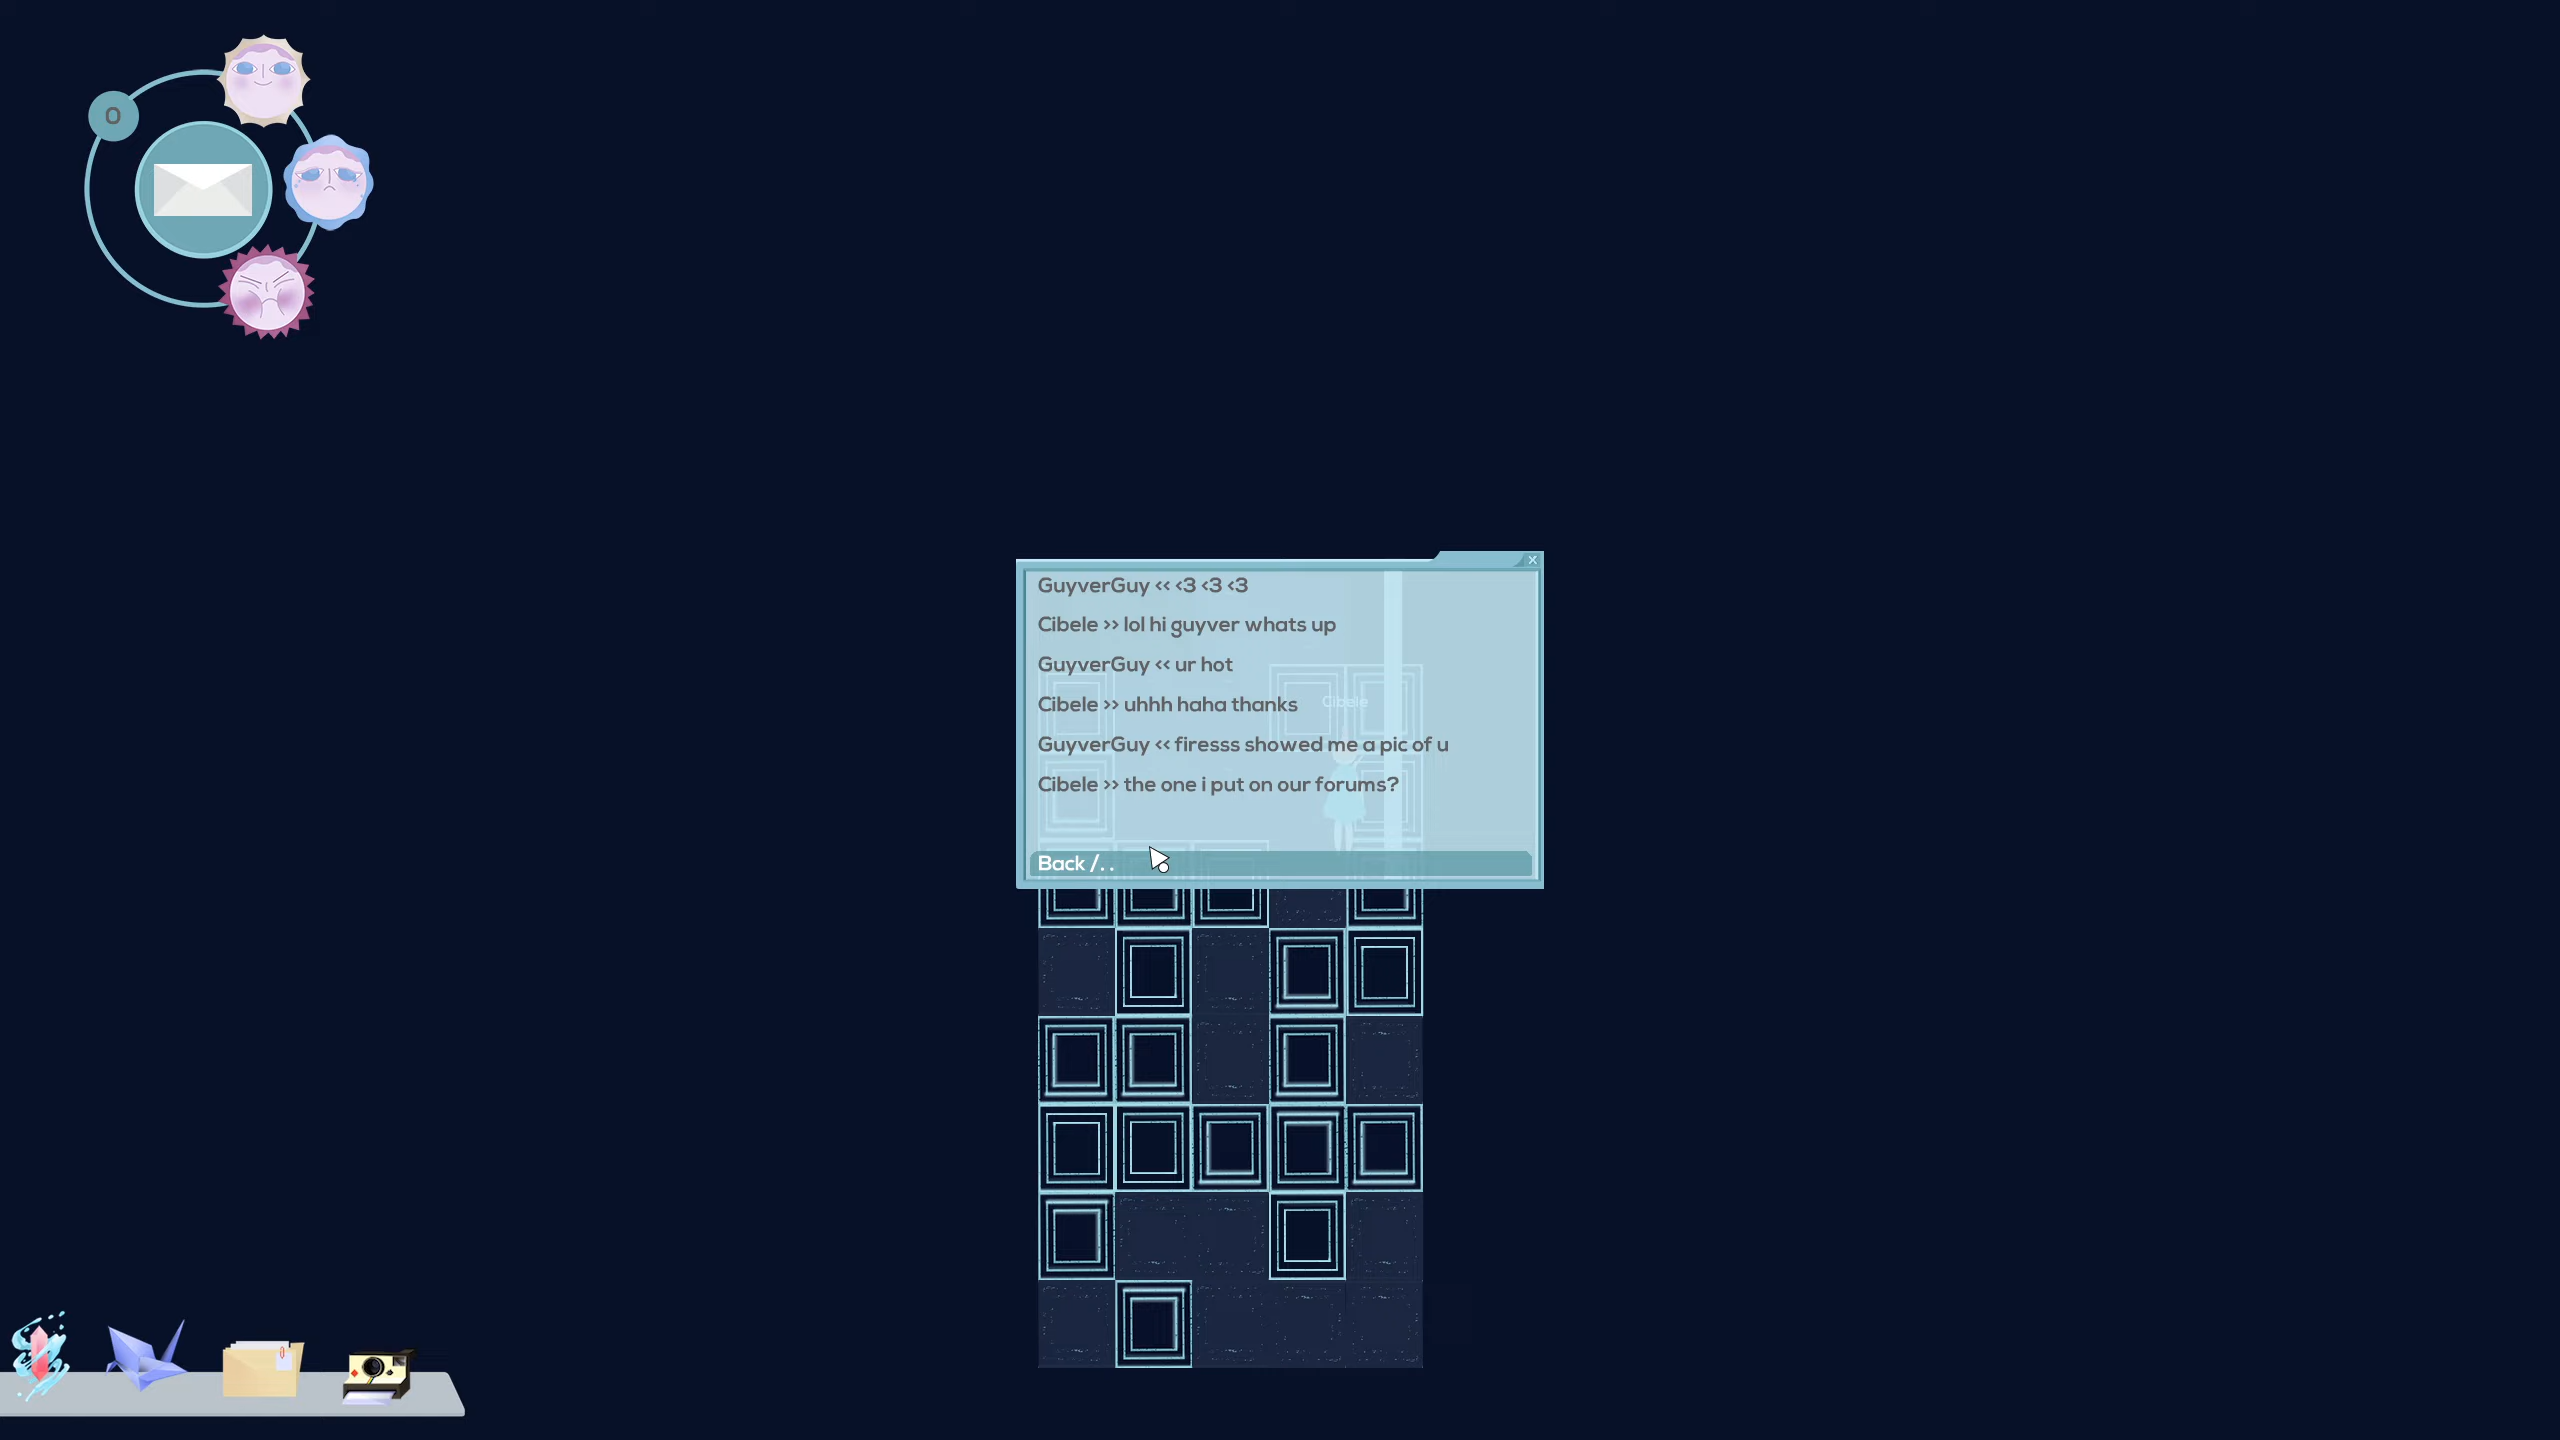 0
GuyverGuy << <3 <3 <3
Cibele >> lol hi guyver whats up
GuyverGuy << ur hot
Cibele >> uhhh haha thanks
Cibele
GuyverGuy << firesss showed me a pic of u
Cibele >> the one i put on our forums?
Back /. .